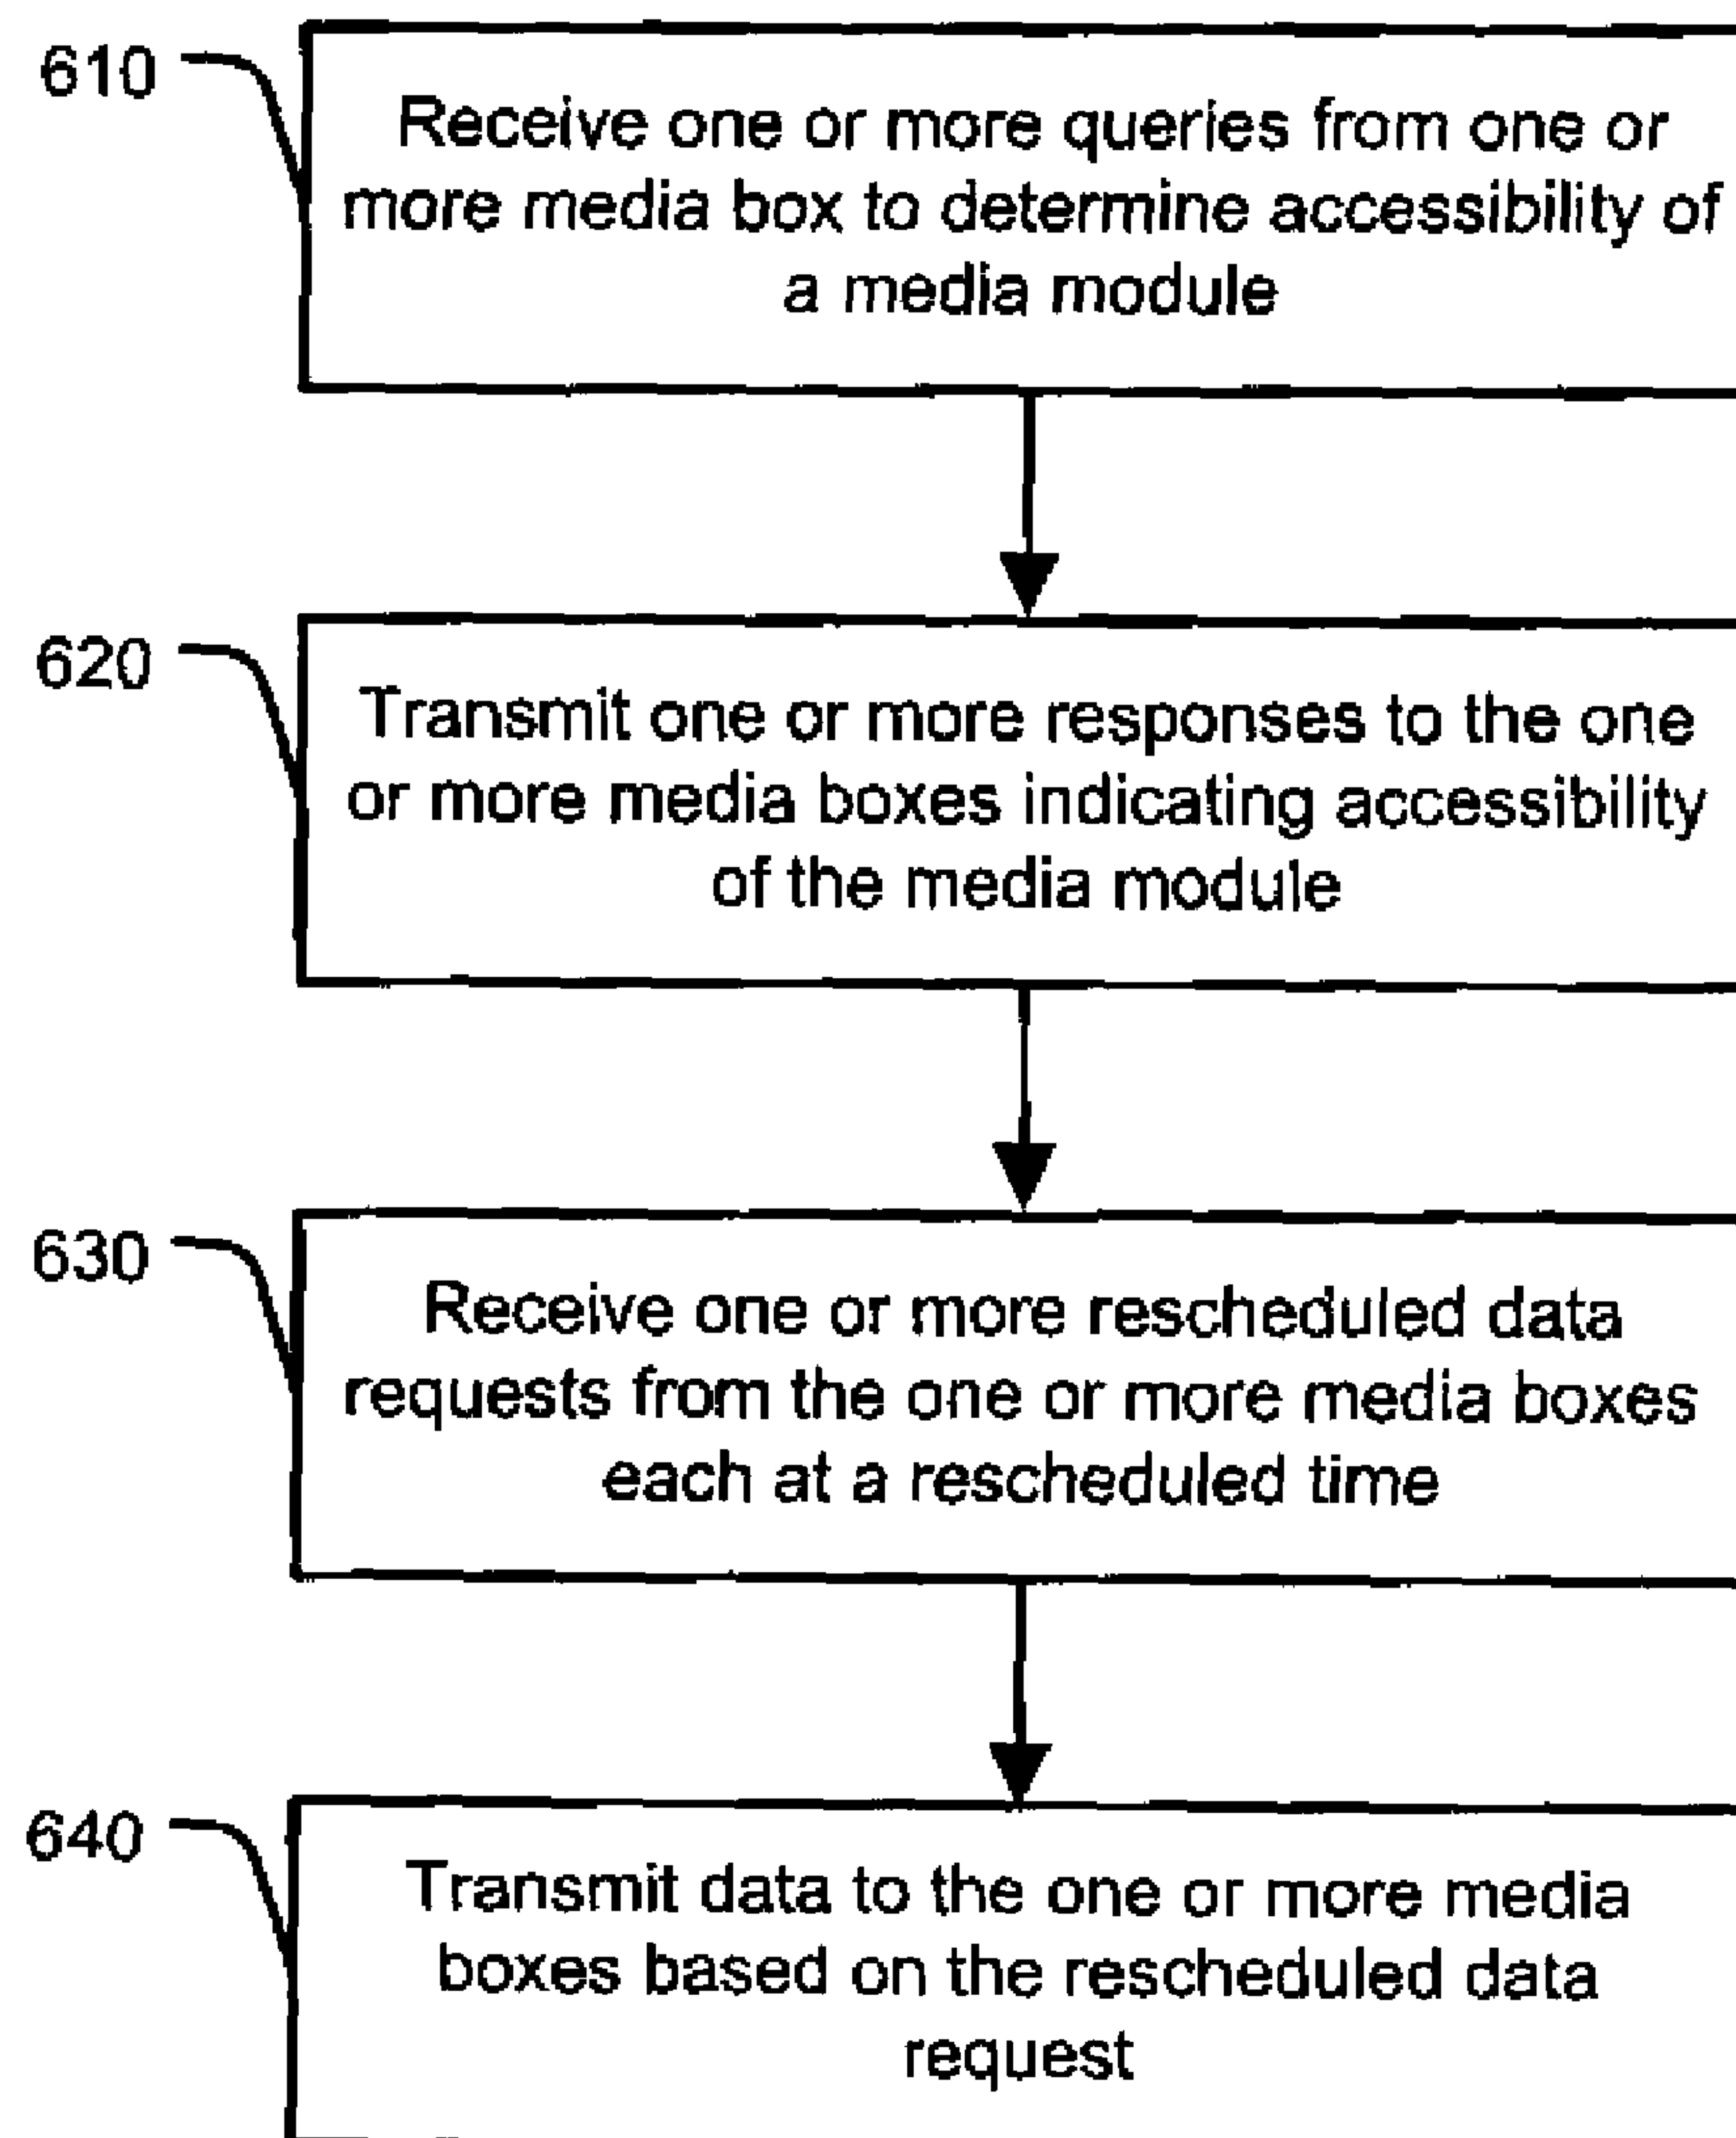 610
Receive one or more queries from one or
more media box to determine accessibility of
a media module
620
Transmit one or more responses to the one
or more media boxes indicating accessibility
of the media module
630
Receive one or more rescheduled data
requests from the one or more media boxes
each at a rescheduled time
640
Transmit data to the one or more media
boxes based on the rescheduled data
request